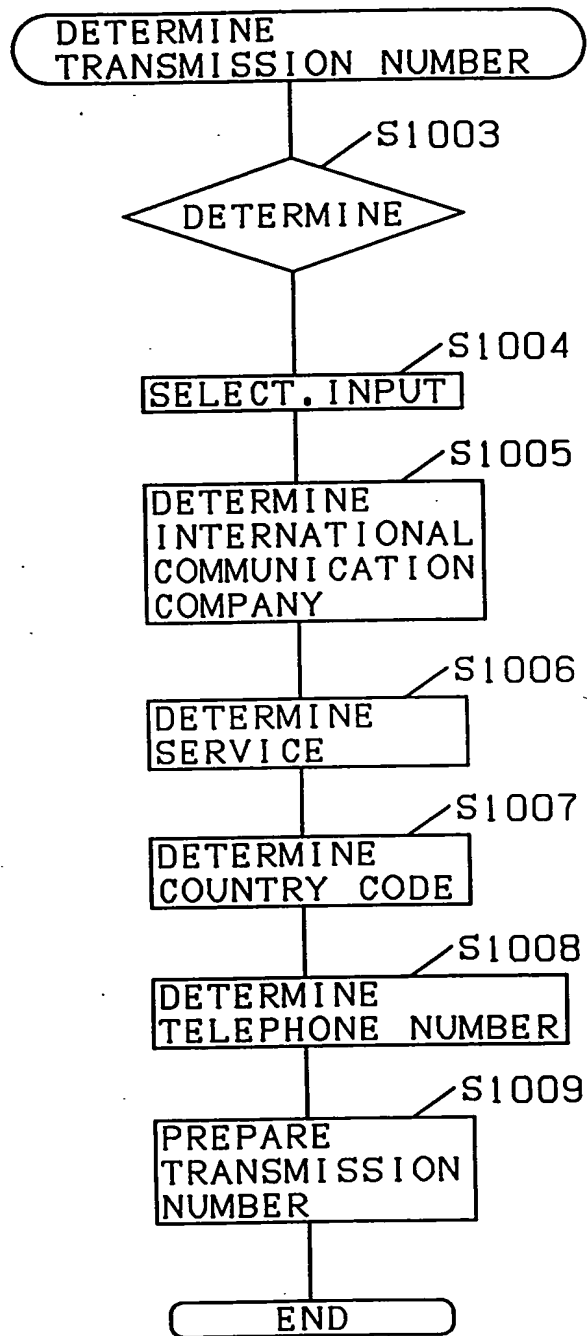 DETERMINE
TRANSMISSION NUMBER
S1003
DETERMINE
S1004
SELECT.INPUT
S1005
DETERMINE
INTERNATIONAL
COMMUNICATION
COMPANY
S1006
DETERMINE
SERVICE
S1007
DETERMINE
COUNTRY CODE
S1008
DETERMINE
TELEPHONE NUMBER
S1009
PREPARE
TRANSMISSION
NUMBER
END